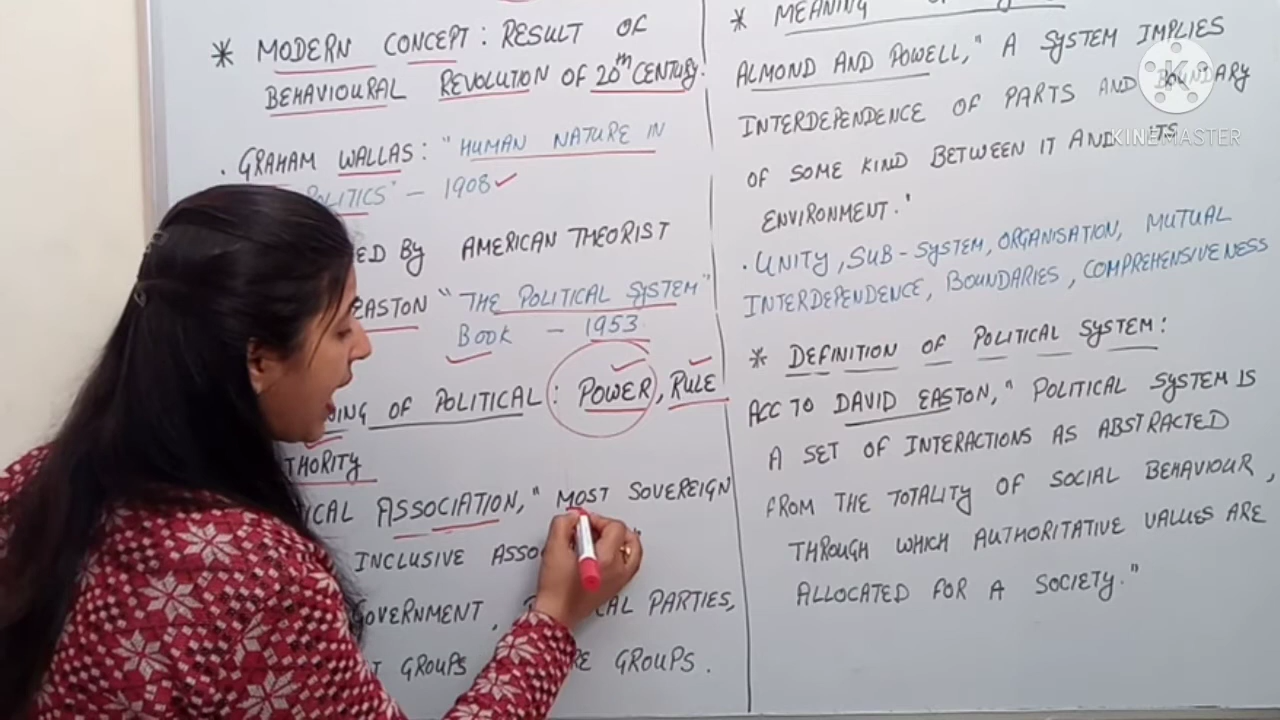 * MODERN CONCEPT: RESULT OF
BEHAVIOURAL REVOLUTION OF 20th CENTURY.
. GRAHAM WALLAS: "HUMAN NATURE IN
POLITICS" - 1908
BY AMERICAN THEORIST
EASTON "THE POLITICAL SYSTEM"
BOOK - 1953
OF POLITICAL: POWER, RULE
ASSOCIATION, "MOST SOVEREIGN
INCLUSIVE
GOVERNMENT, PARTIES,
GROUPS GROUPS.
* MEANING
ALMOND AND POWELL, "A SYSTEM IMPLIES
INTERDEPENDENCE OF PARTS AND BOUNDARY
OF SOME KIND BETWEEN IT AND ITS
ENVIRONMENT."
. UNITY, SUB-SYSTEM, ORGANISATION, MUTUAL
INTERDEPENDENCE, BOUNDARIES, COMPREHENSIVENESS
* DEFINITION OF POLITICAL SYSTEM:
ACC TO DAVID EASTON, "POLITICAL SYSTEM IS
A SET OF INTERACTIONS AS ABSTRACTED
FROM THE TOTALITY OF SOCIAL BEHAVIOUR,
THROUGH WHICH AUTHORITATIVE VALUES ARE
ALLOCATED FOR A SOCIETY."
K
KINEMASTER